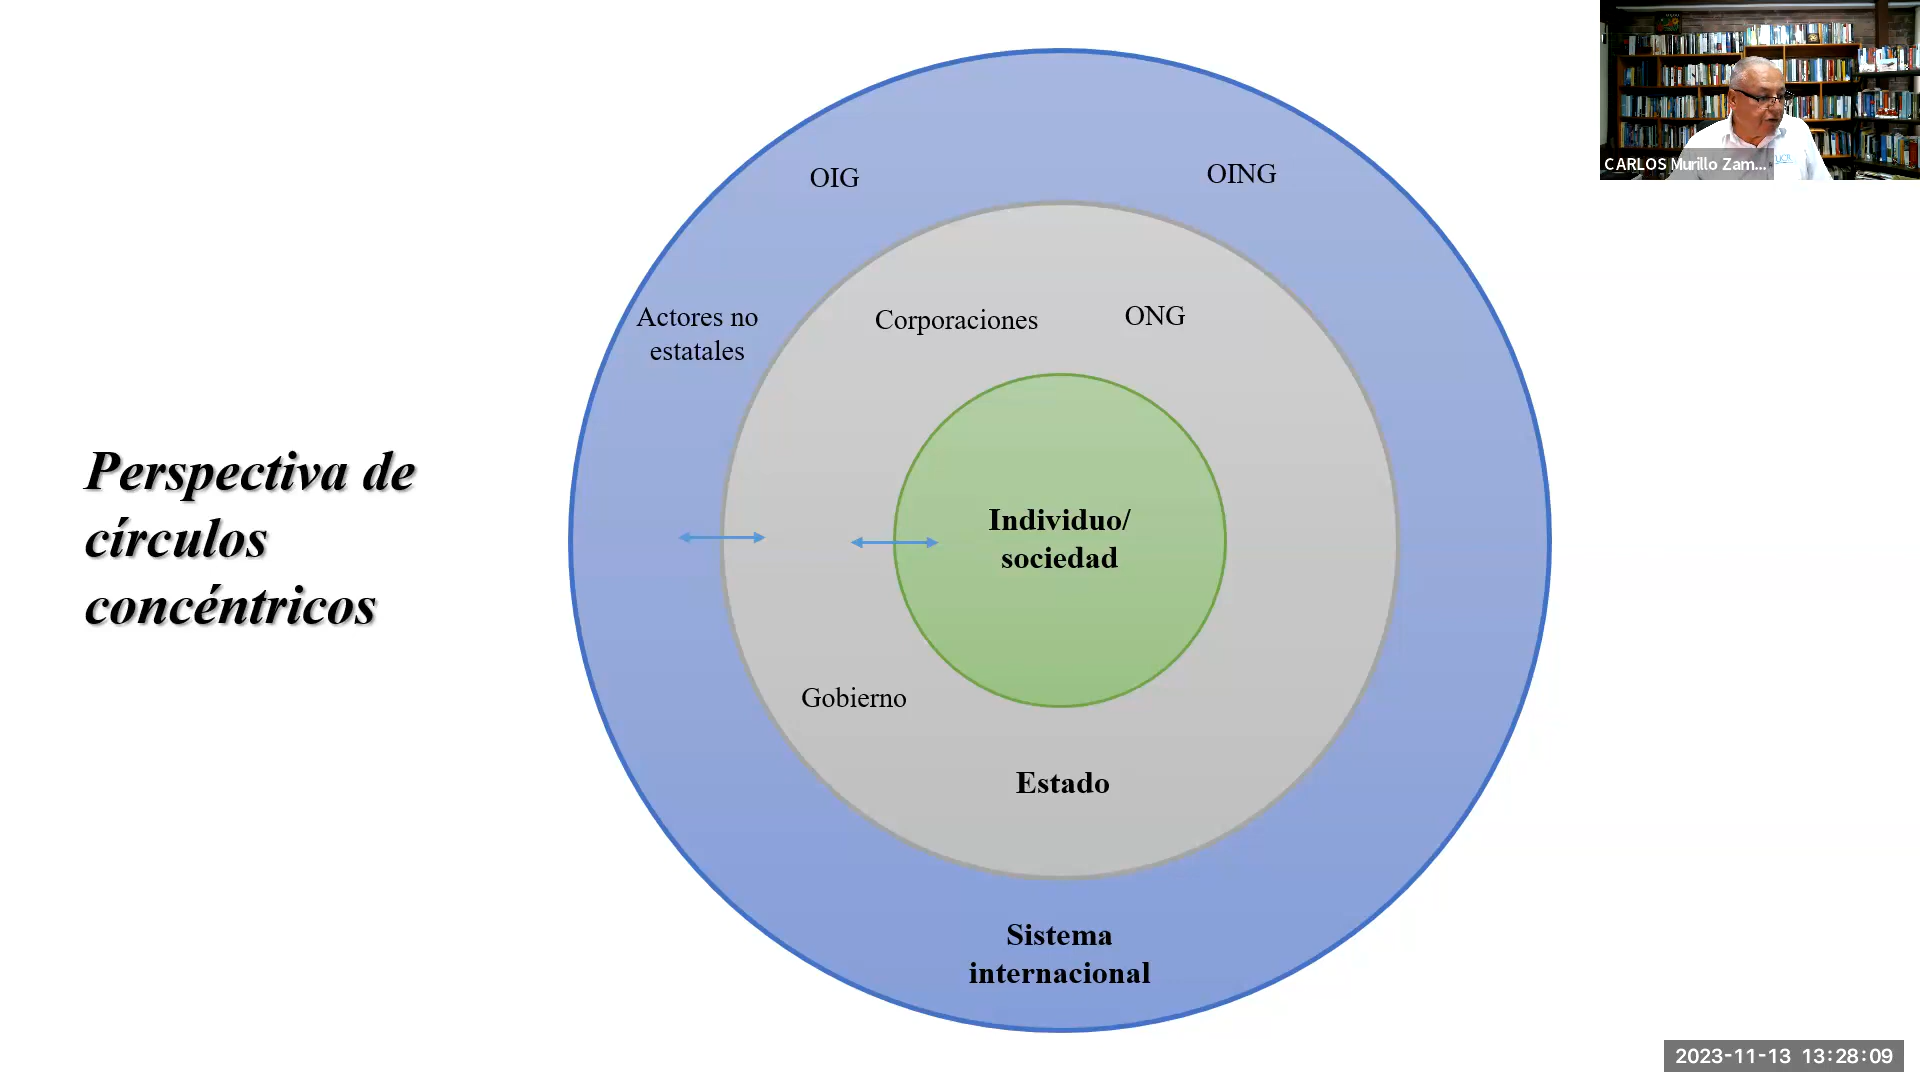 CARLOS Murillo Zam...
UCR
OIG
OING
Actores no
estatales
Corporaciones
ONG
Perspectiva de
círculos
concéntricos
Individuo/
sociedad
Gobierno
Estado
Sistema
internacional
2023-11-13 13:28:09